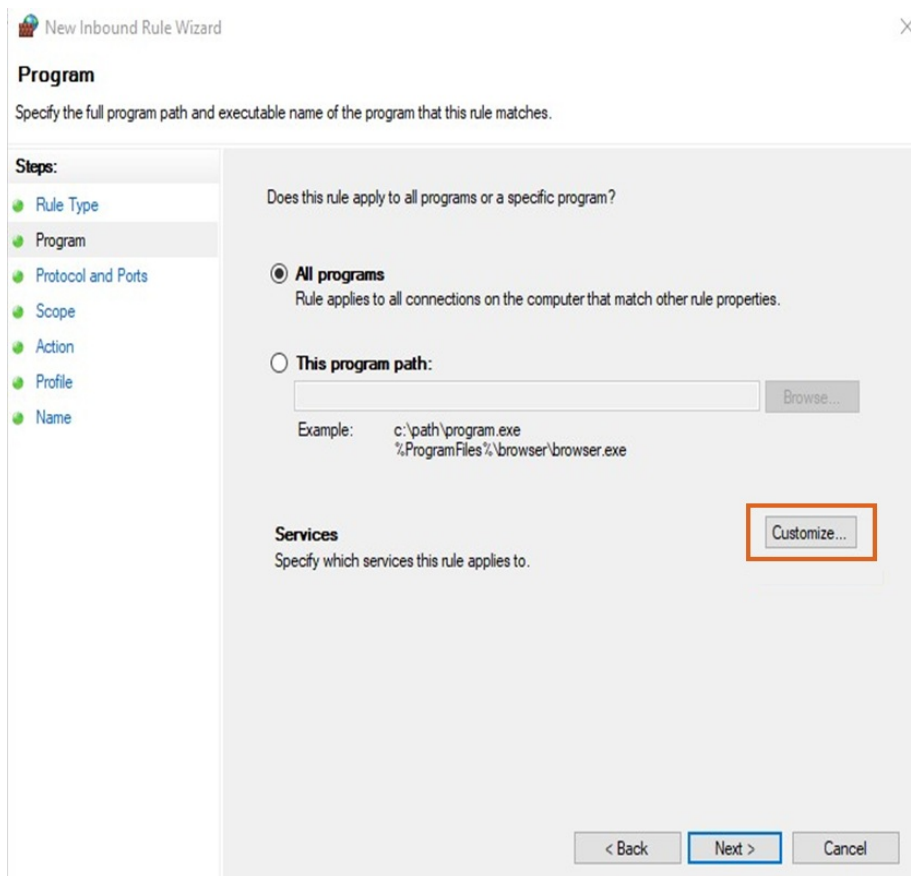 New Inbound Rule Wizard
Program
Specify the full program path and executable name of the program that this rule matches.
Steps:
Rule Type
Program
Protocol and Ports
Scope
Action
Profile
Name
Does this rule apply to all programs or a specific program?
All programs
Rule applies to all connections on the computer that match other rule properties.
This program path:
Browse...
Example: c:\path\program.exe
%ProgramFiles%\browser\browser.exe
Services
Customize...
Specify which services this rule applies to.
< Back Next > Cancel